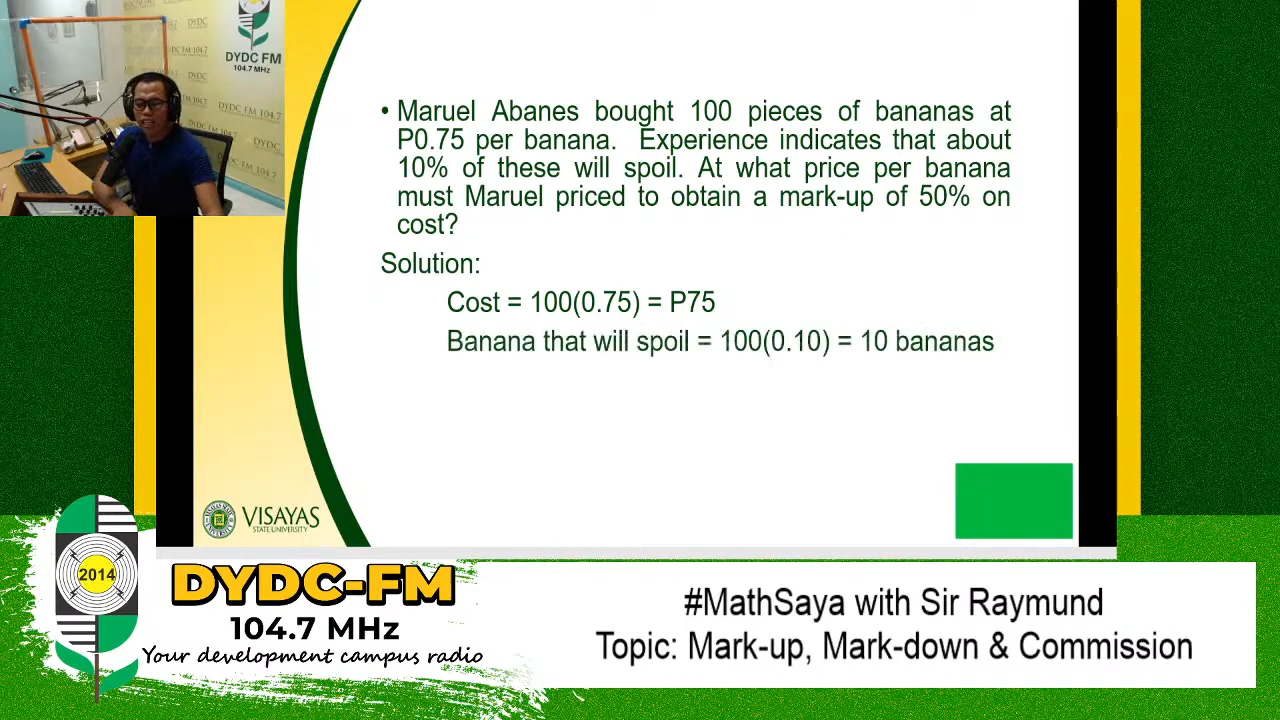 DYDC FM
104.7 MHz
• Maruel Abanes bought 100 pieces of bananas at
P0.75 per banana. Experience indicates that about
10% of these will spoil. At what price per banana
must Maruel priced to obtain a mark-up of 50% on
cost?
Solution:
Cost = 100(0.75) = P75
Banana that will spoil = 100(0.10) = 10 bananas
VISAYAS
STATE UNIVERSITY
2014
DYDC-FM
104.7 MHz
Your development campus radio
#MathSaya with Sir Raymund
Topic: Mark-up, Mark-down & Commission